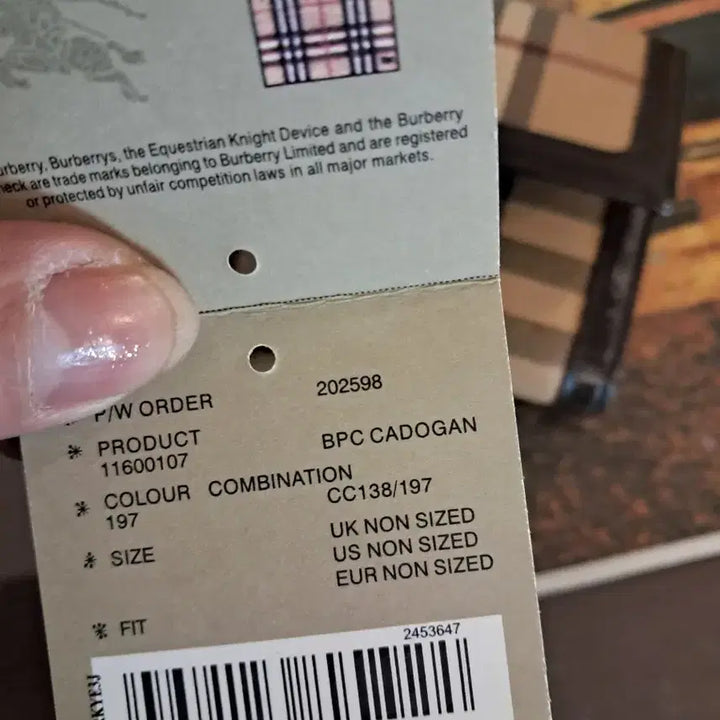 urberry, Burberrys, the Equestrian Knight Device and the Burberry
heck are trade marks belonging to Burberry Limited and are registered
or protected by unfair competition laws in all major markets.
P/W ORDER 202598
* PRODUCT BPC CADOGAN
11600107
* COLOUR COMBINATION
197 CC138/197
* SIZE UK NON SIZED
US NON SIZED
EUR NON SIZED
* FIT
2453647